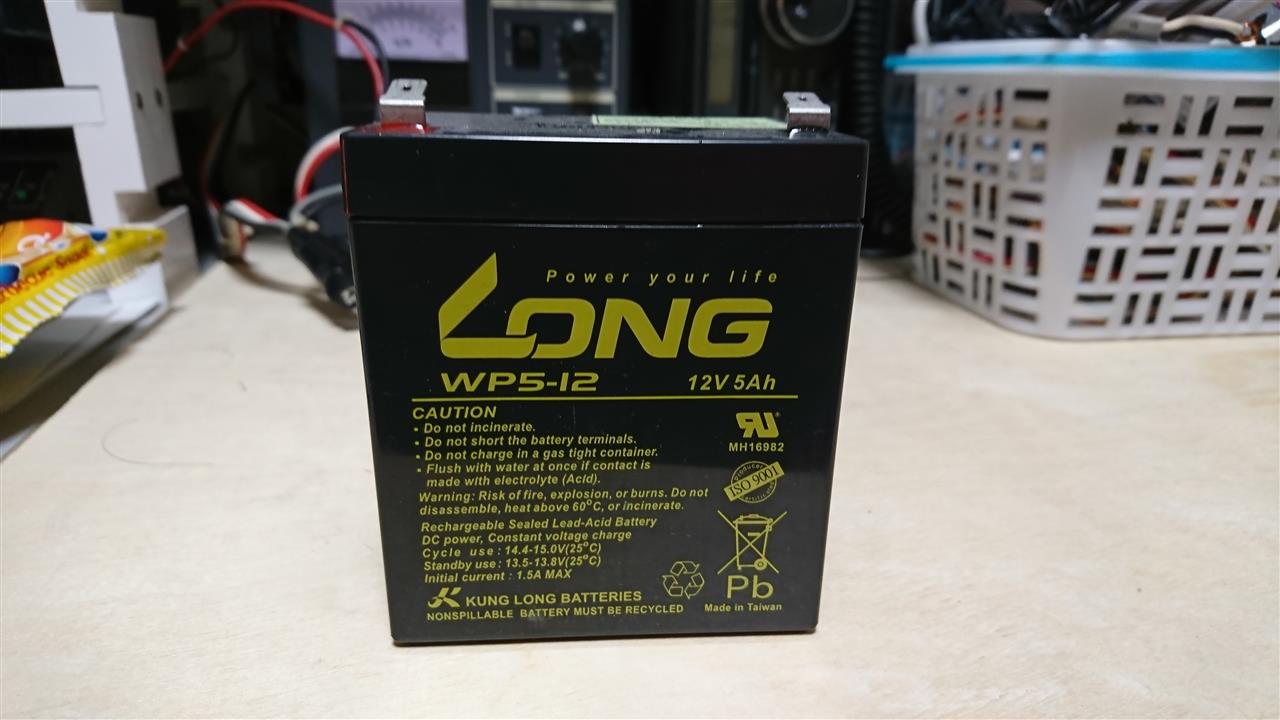 Power your life
LONG
WP5-12 12V 5Ah
CAUTION
• Do not incinerate.
• Do not short the battery terminals.
• Do not charge in a gas tight container.
• Flush with water at once if contact is
made with electrolyte (Acid).
Warning: Risk of fire, explosion, or burns. Do not
disassemble, heat above 60°C, or incinerate.
Rechargeable Sealed Lead-Acid Battery
DC power, Constant voltage charge
Cycle use : 14.4-15.0V(25°C)
Standby use : 13.5-13.8V(25°C)
Initial current : 1.5A MAX
KUNG LONG BATTERIES
NONSPILLABLE BATTERY MUST BE RECYCLED
MH16982
ISO 9001
Pb
Made in Taiwan